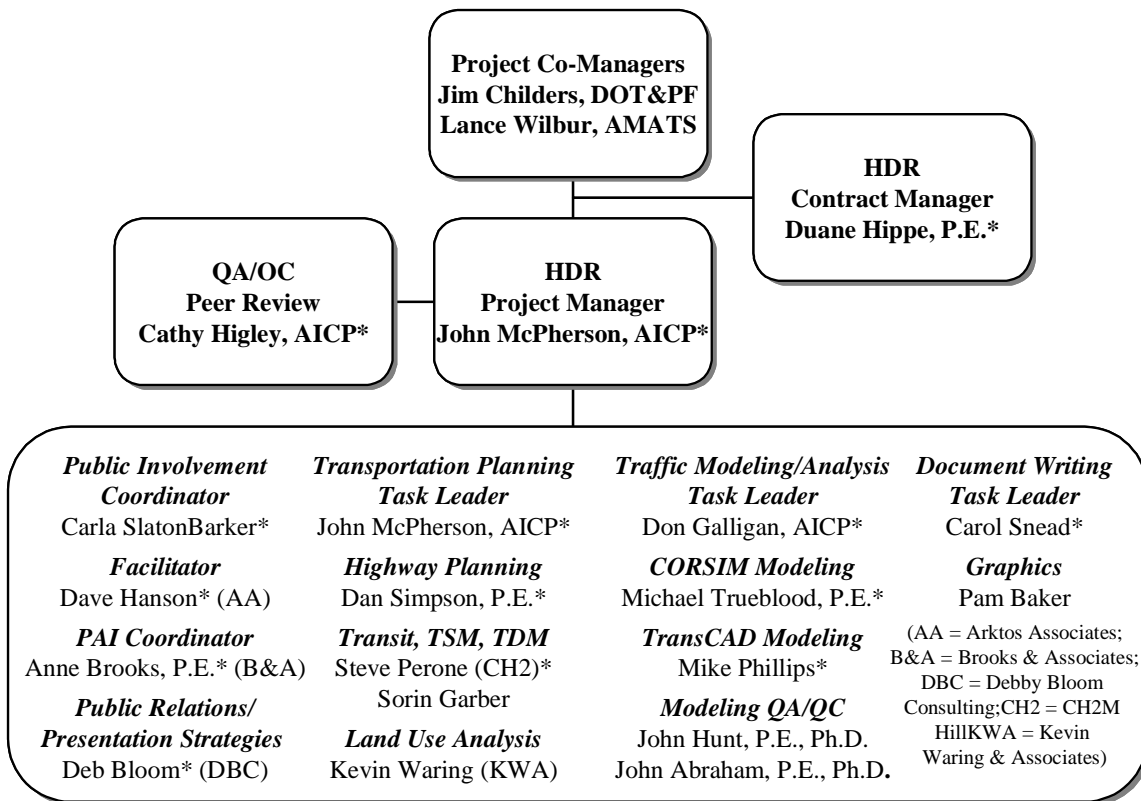 Project Co-Managers
Jim Childers, DOT&PF
Lance Wilbur, AMATS
HDR
Contract Manager
Duane Hippe, P.E.*
QA/OC
Peer Review
Cathy Higley, AICP*
HDR
Project Manager
John McPherson, AICP*
Public Involvement
Coordinator
Carla SlatonBarker*
Facilitator
Dave Hanson* (AA)
PAI Coordinator
Anne Brooks, P.E.* (B&A)
Public Relations/
Presentation Strategies
Deb Bloom* (DBC)
Transportation Planning
Task Leader
John McPherson, AICP*
Highway Planning
Dan Simpson, P.E.*
Transit, TSM, TDM
Steve Perone (CH2)*
Sorin Garber
Land Use Analysis
Kevin Waring (KWA)
Traffic Modeling/Analysis
Task Leader
Don Galligan, AICP*
CORSIM Modeling
Michael Trueblood, P.E.*
TransCAD Modeling
Mike Phillips*
Modeling QA/QC
John Hunt, P.E., Ph.D.
John Abraham, P.E., Ph.D.
Document Writing
Task Leader
Carol Snead*
Graphics
Pam Baker
(AA = Arktos Associates;
B&A = Brooks & Associates;
DBC = Debby Bloom
Consulting;CH2 = CH2M
HillKWA = Kevin
Waring & Associates)